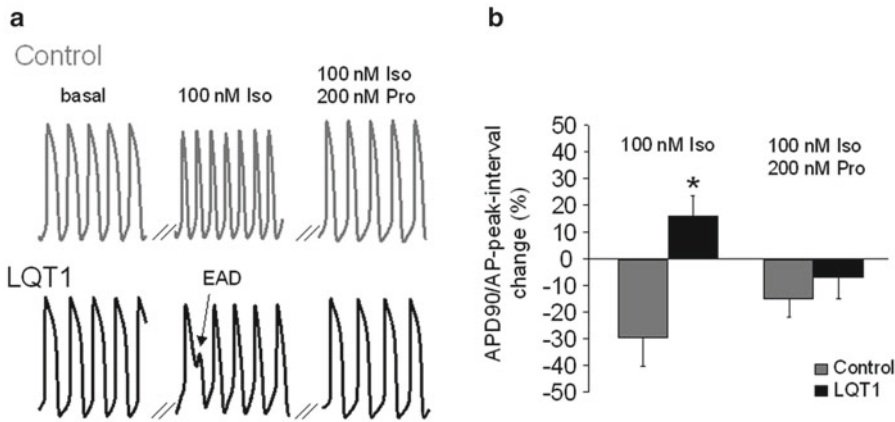 a
Control
basal
100 nM Iso
100 nM Iso
200 nM Pro
LQT1
EAD
b
APD90/AP-peak-interval
change (%)
50
40
30
20
10
0
-10
-20
-30
-40
-50
100 nM Iso
*
100 nM Iso
200 nM Pro
Control
LQT1